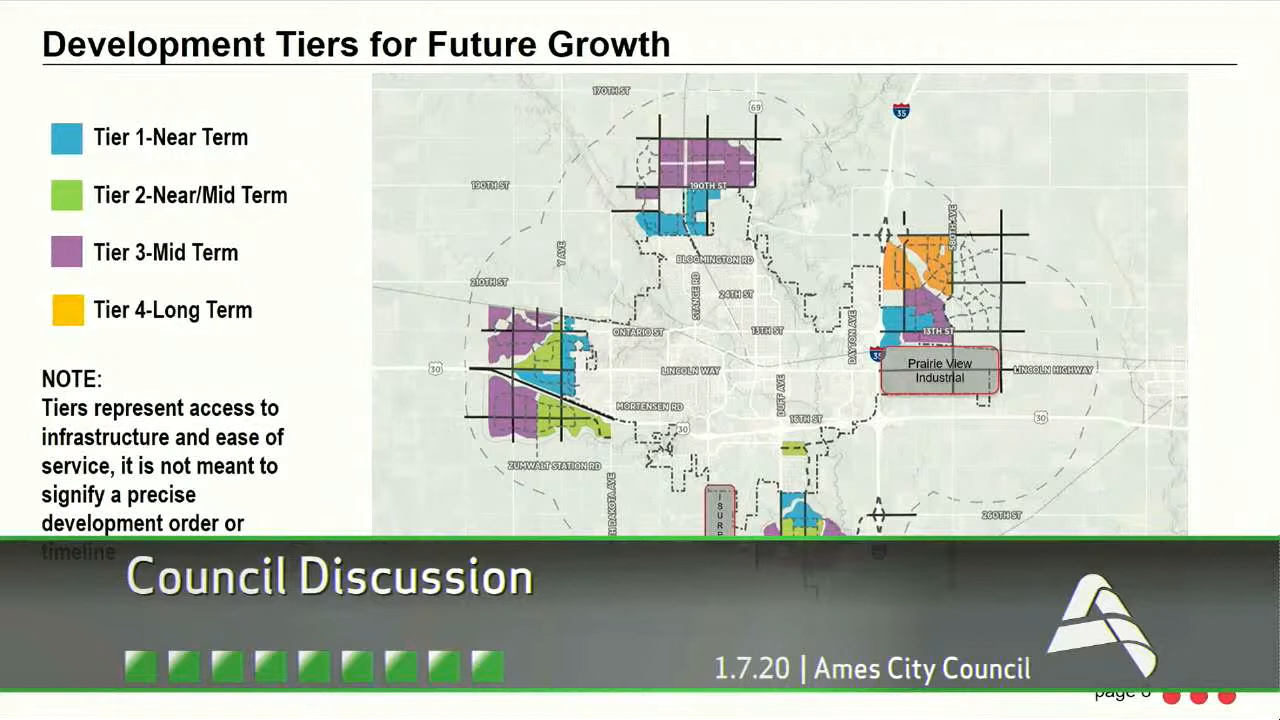 Development Tiers for Future Growth
Tier 1-Near Term
Tier 2-Near/Mid Term
Tier 3-Mid Term
Tier 4-Long Term
NOTE:
Tiers represent access to
infrastructure and ease of
service, it is not meant to
signify a precise
development order or
timeline
170TH ST
69
35
190TH ST
190TH ST
580TH AVE
Y AVE
BLOOMINGTON RD
210TH ST
STANGE RD
24TH ST
ONTARIO ST
13TH ST
DAYTON AVE
13TH ST
35
Prairie View
Industrial
30
LINCOLN WAY
LINCOLN HIGHWAY
DUFF AVE
MORTENSEN RD
16TH ST
30
30
ZUMWALT STATION RD
H DAKOTA AVE
I
S
U
R
P
260TH ST
Council Discussion
1.7.20 | Ames City Council
page 6